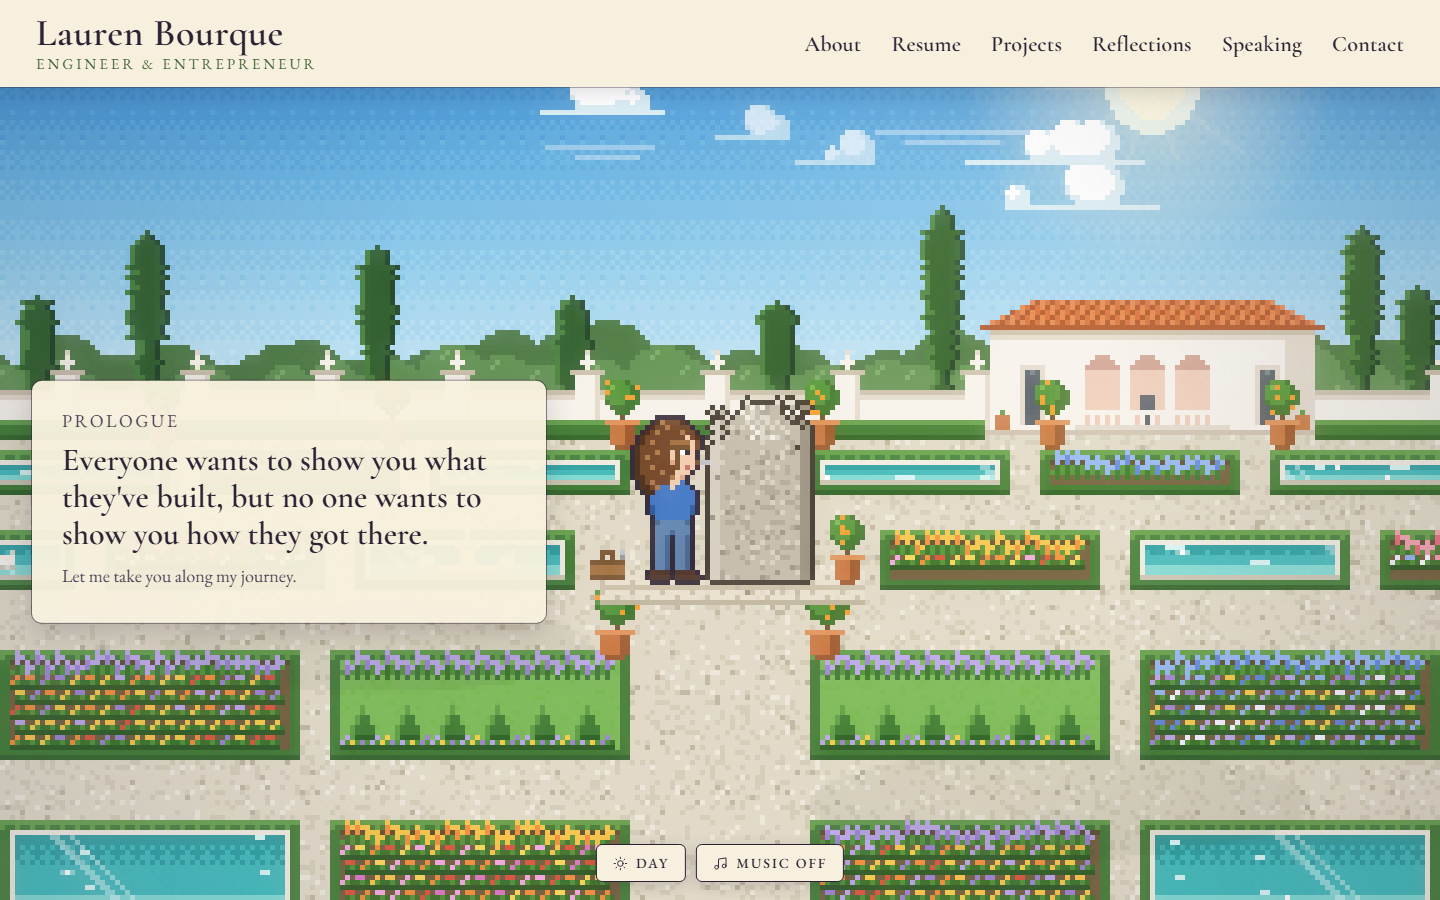 Lauren Bourque
ENGINEER & ENTREPRENEUR
About Resume Projects Reflections Speaking Contact
PROLOGUE
Everyone wants to show you what
they've built, but no one wants to
show you how they got there.
Let me take you along my journey.
DAY
MUSIC OFF